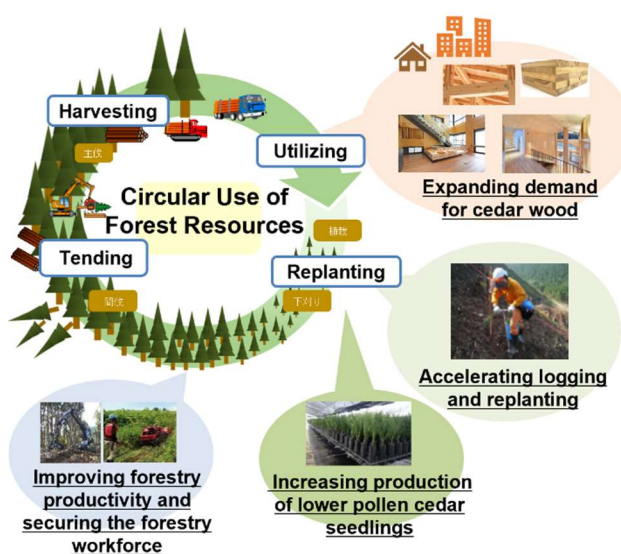 Harvesting
主伐
Utilizing
Circular Use of
Forest Resources
植栽
Tending
Replanting
間伐
下刈り
Expanding demand
for cedar wood
Accelerating logging
and replanting
Improving forestry
productivity and
securing the forestry
workforce
Increasing production
of lower pollen cedar
seedlings